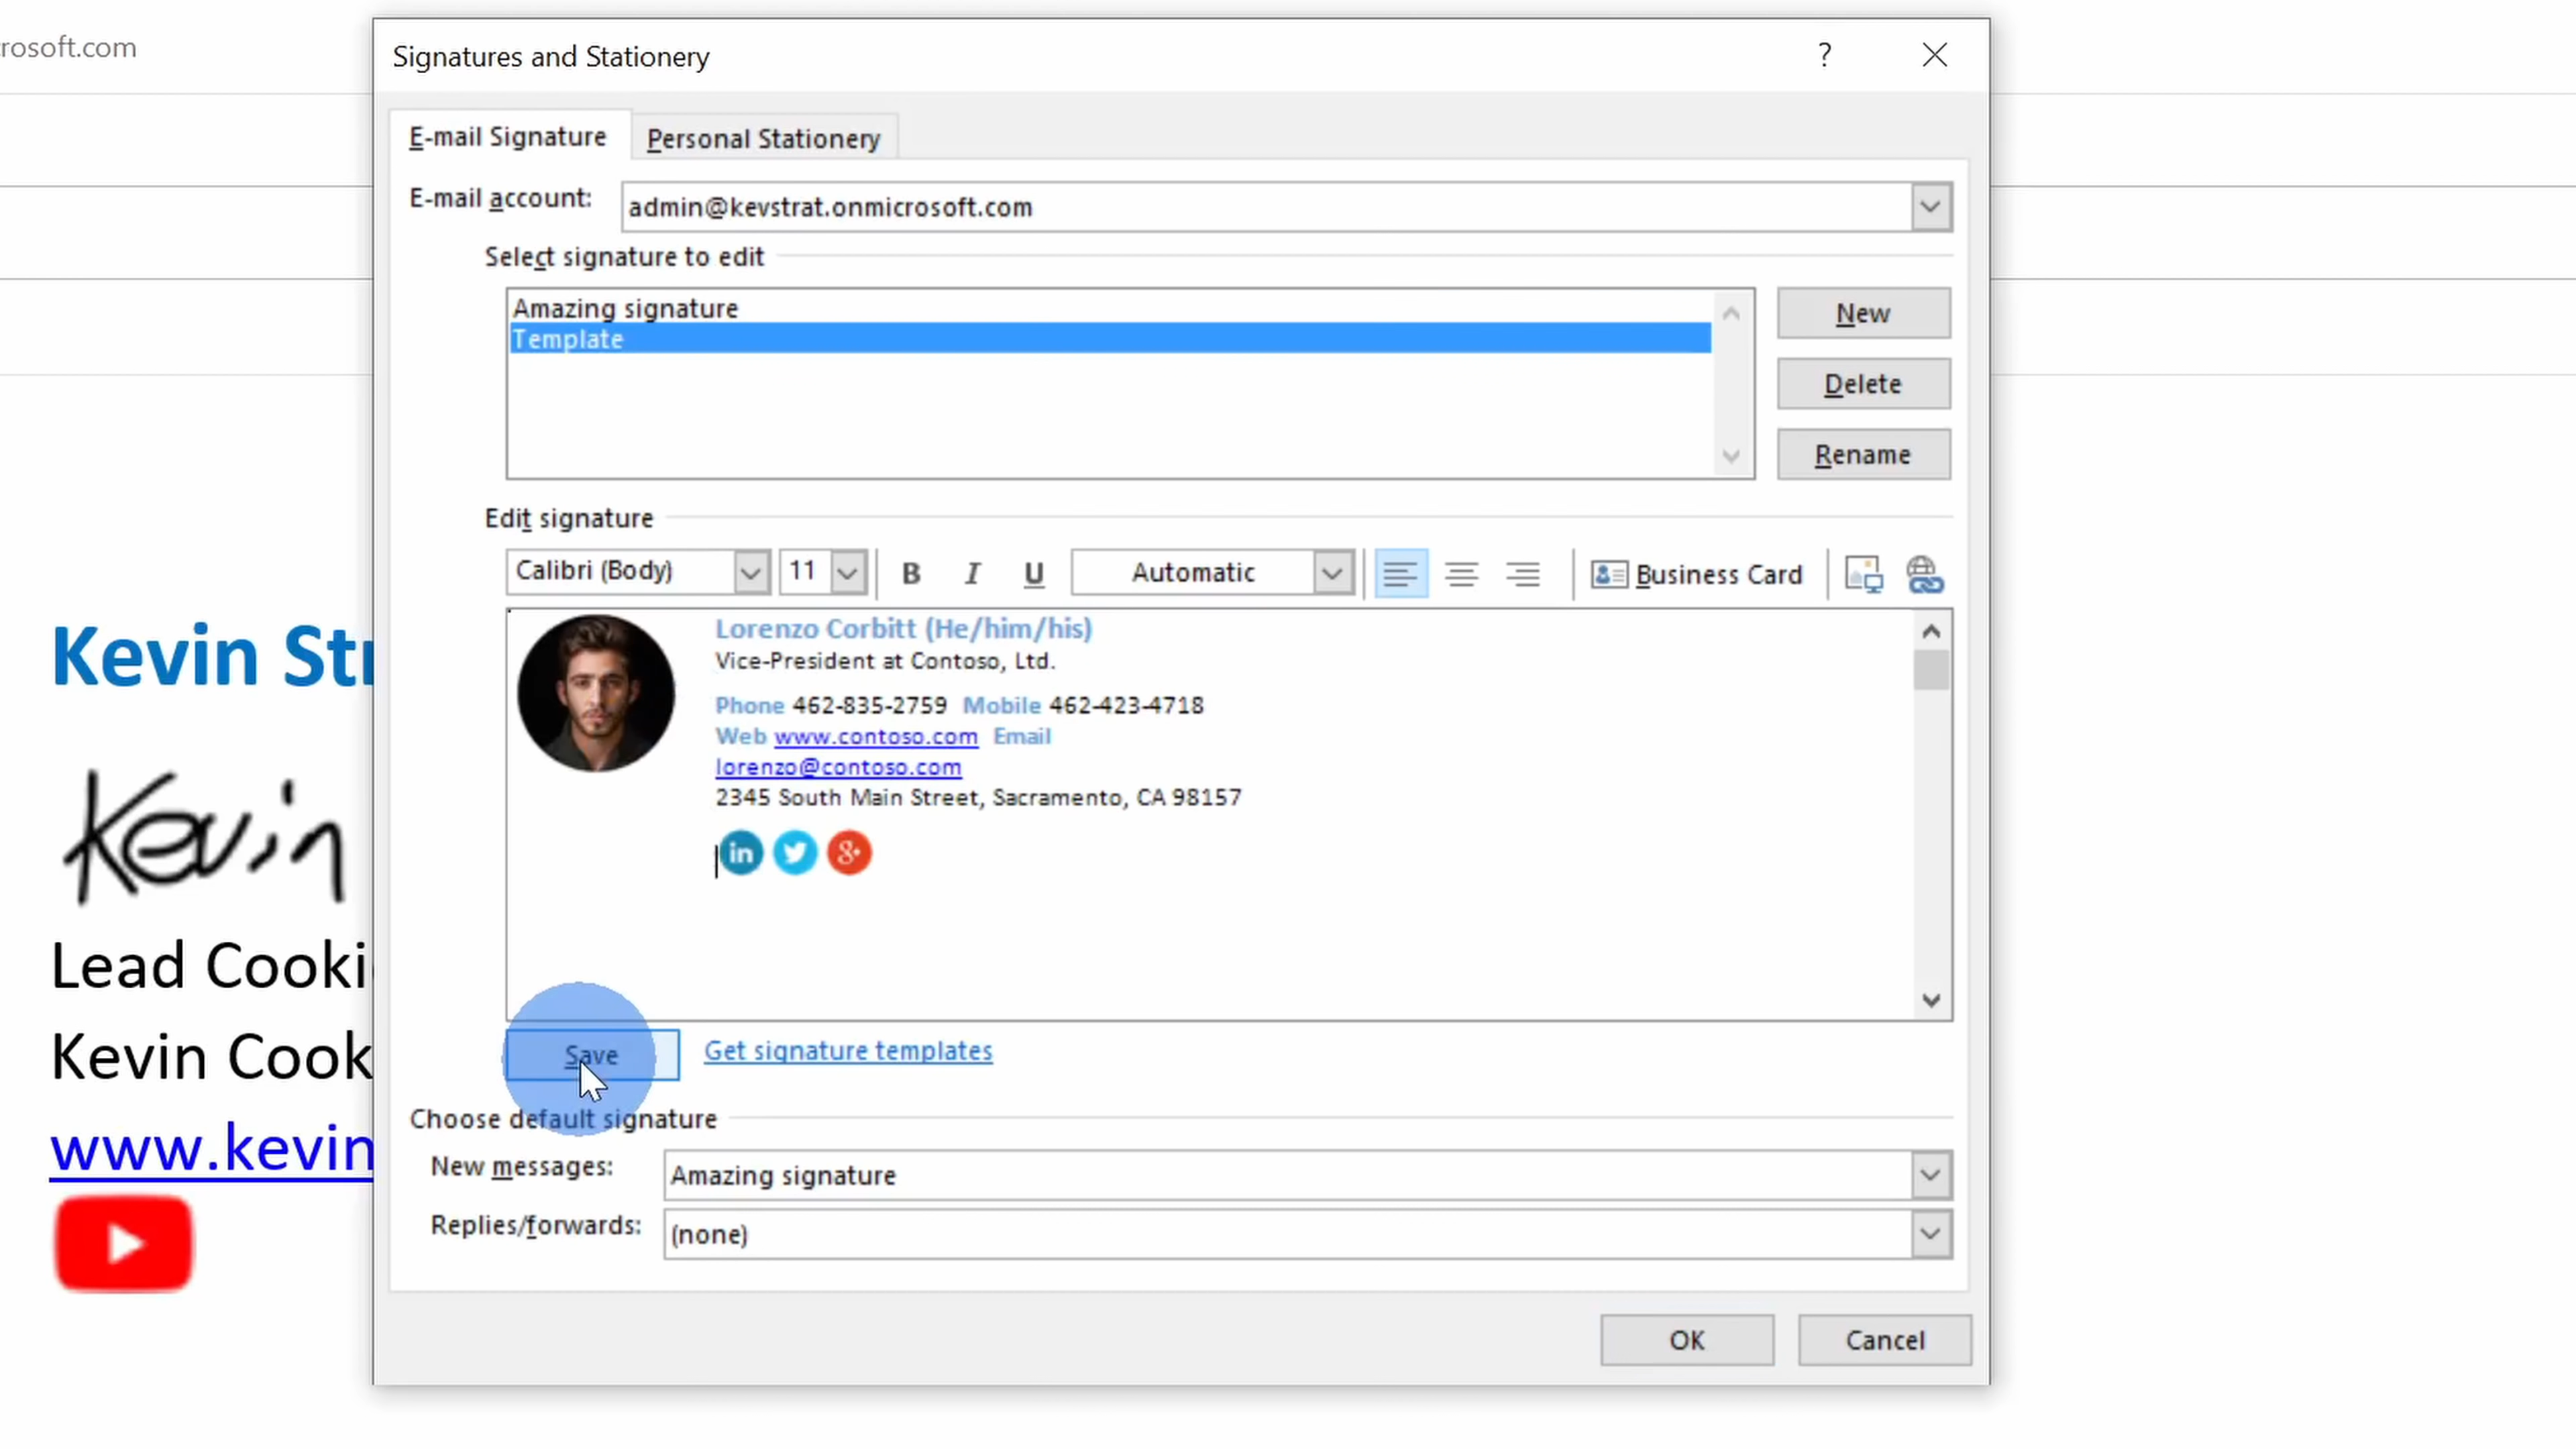 rosoft.com
Signatures and Stationery ?
E-mail Signature Personal Stationery
E-mail account: admin@kevstrat.onmicrosoft.com
Select signature to edit
Amazing signature
Template
New
Delete
Rename
Edit signature
Calibri (Body) 11 B I U Automatic Business Card
Lorenzo Corbitt (He/him/his)
Vice-President at Contoso, Ltd.
Phone 462-835-2759 Mobile 462-423-4718
Web www.contoso.com Email
lorenzo@contoso.com
2345 South Main Street, Sacramento, CA 98157
in g+
Save Get signature templates
Choose default signature
New messages: Amazing signature
Replies/forwards: (none)
OK Cancel
Kevin Str
Kevin
Lead Cooki
Kevin Cook
www.kevin